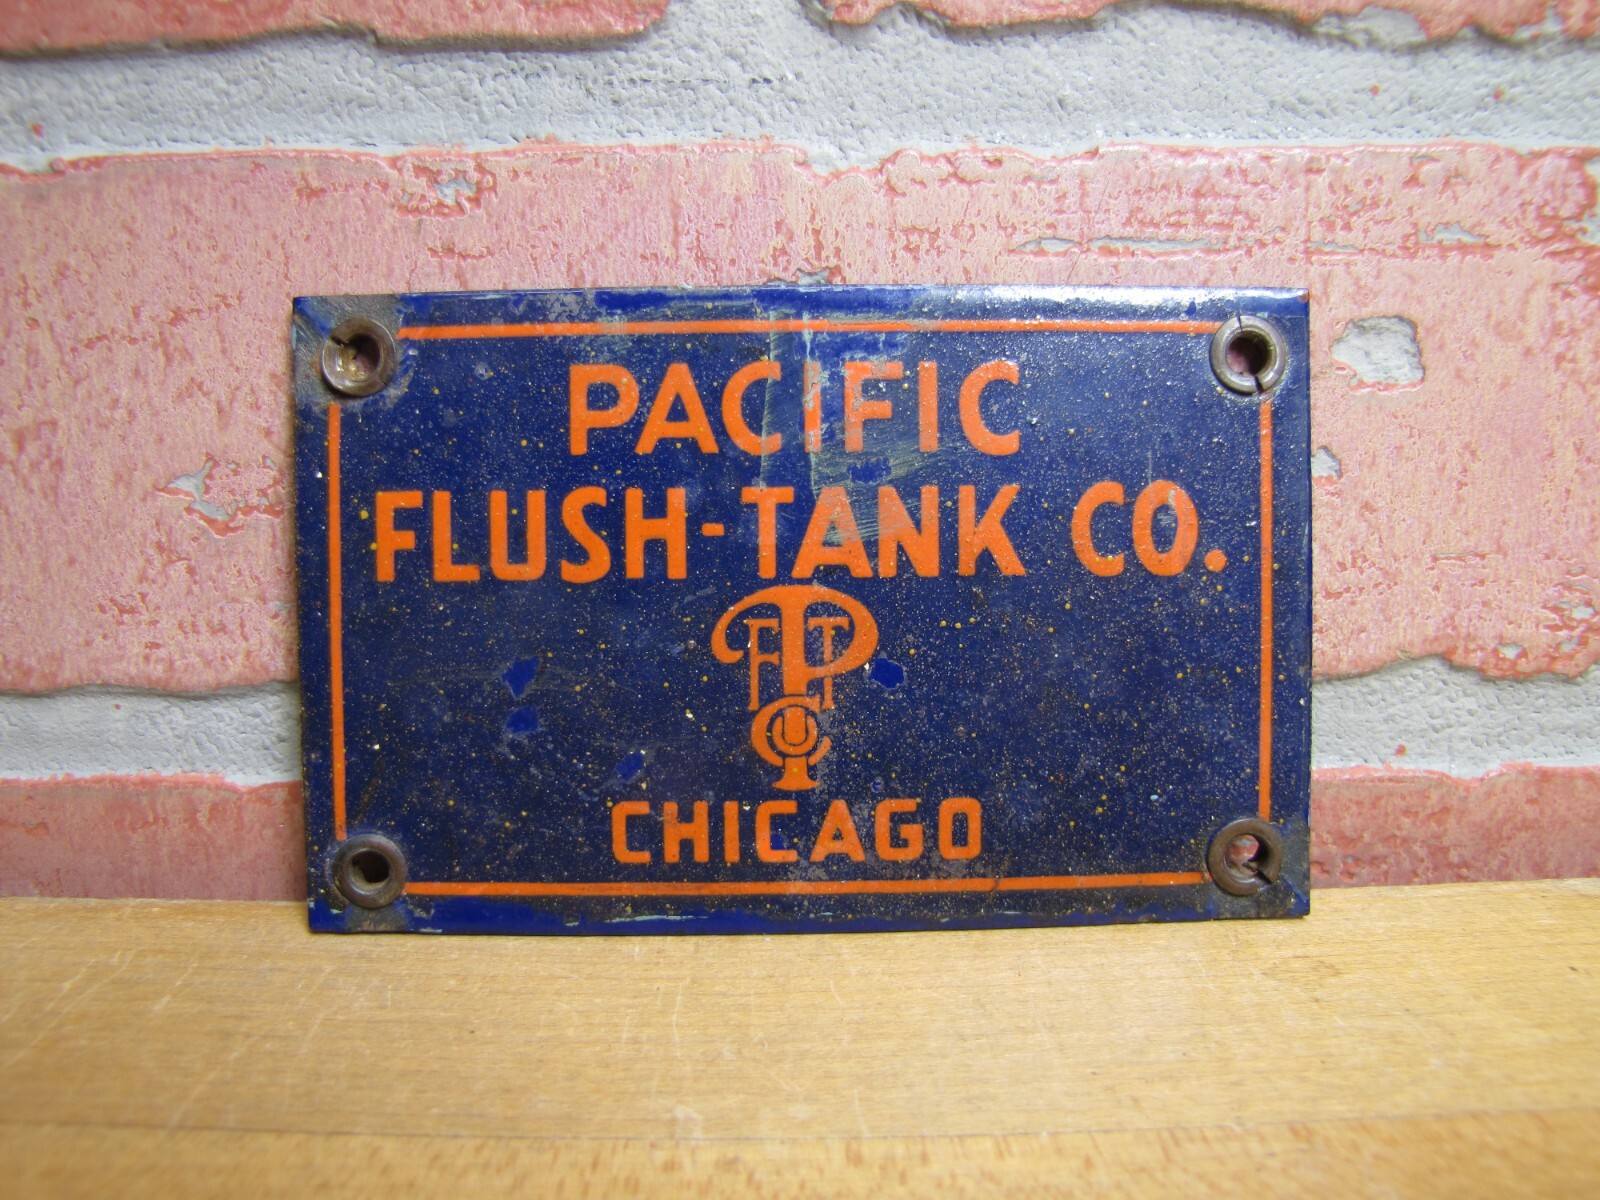 PACIFIC
FLUSH-TANK CO.
PFTCO
CHICAGO